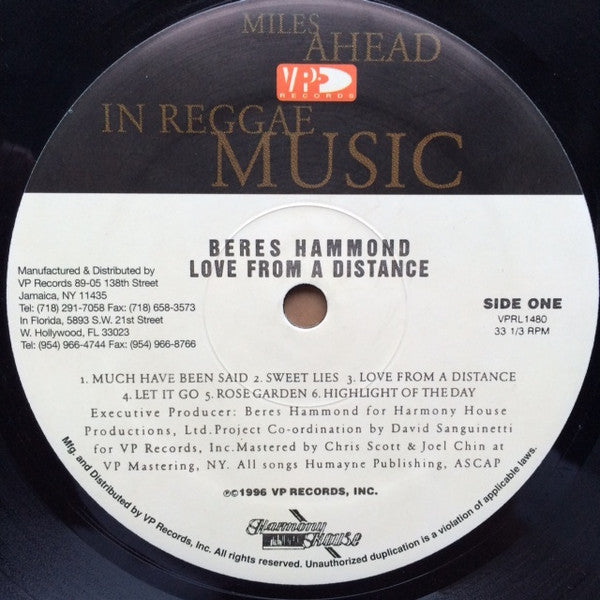 MILES
AHEAD
VP
RECORDS
IN REGGAE
MUSIC
BERES HAMMOND
LOVE FROM A DISTANCE
Manufactured & Distributed by
VP Records 89-05 138th Street
Jamaica, NY 11435
Tel: (718) 291-7058 Fax: (718) 658-3573
In Florida, 5893 S.W. 21st Street
W. Hollywood, FL 33023
Tel: (954) 966-4744 Fax: (954) 966-8766
SIDE ONE
VPRL1480
33 1/3 RPM
1. MUCH HAVE BEEN SAID 2. SWEET LIES 3. LOVE FROM A DISTANCE
4. LET IT GO 5. ROSE GARDEN 6. HIGHLIGHT OF THE DAY
Executive Producer: Beres Hammond for Harmony House
Productions, Ltd.Project Co-ordination by David Sanguinetti
for VP Records, Inc.Mastered by Chris Scott & Joel Chin at
VP Mastering, NY. All songs Humayne Publishing, ASCAP
℗©1996 VP RECORDS, INC.
Harmony
House
Mfg. and Distributed by VP Records, Inc. All rights reserved. Unauthorized duplication is a violation of applicable laws.